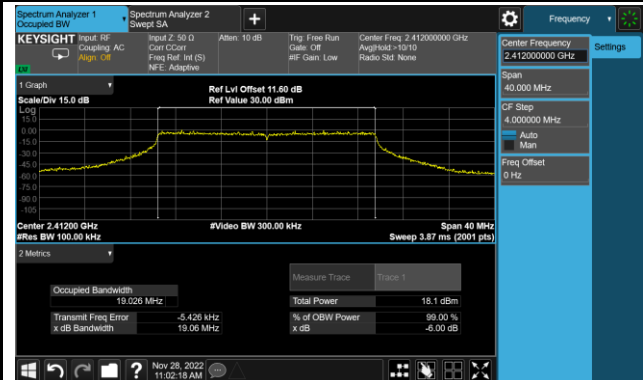 Spectrum Analyzer 1
Occupied BW
Spectrum Analyzer 2
Swept SA
Frequency
KEYSIGHT
Input: RF
Coupling: AC
Align: Off
Input Z: 50 Ω
Corr CCorr
Freq Ref: Int (S)
NFE: Adaptive
Atten: 10 dB
Trig: Free Run
Gate: Off
#IF Gain: Low
Center Freq: 2.412000000 GHz
Avg|Hold:>10/10
Radio Std: None
Center Frequency
2.412000000 GHz
Settings
Span
40.000 MHz
CF Step
4.000000 MHz
Auto
Man
Freq Offset
0 Hz
1 Graph
Scale/Div 15.0 dB
Ref Lvl Offset 11.60 dB
Ref Value 30.00 dBm
Log
15.0
0.00
-15.0
-30.0
-45.0
-60.0
-75.0
-90.0
-105
Center 2.41200 GHz
#Res BW 100.00 kHz
#Video BW 300.00 kHz
Span 40 MHz
Sweep 3.87 ms (2001 pts)
2 Metrics
Measure Trace
Trace 1
Occupied Bandwidth
19.026 MHz
Total Power
18.1 dBm
Transmit Freq Error
-5.426 kHz
% of OBW Power
99.00 %
x dB Bandwidth
19.06 MHz
x dB
-6.00 dB
Nov 28, 2022
11:02:18 AM